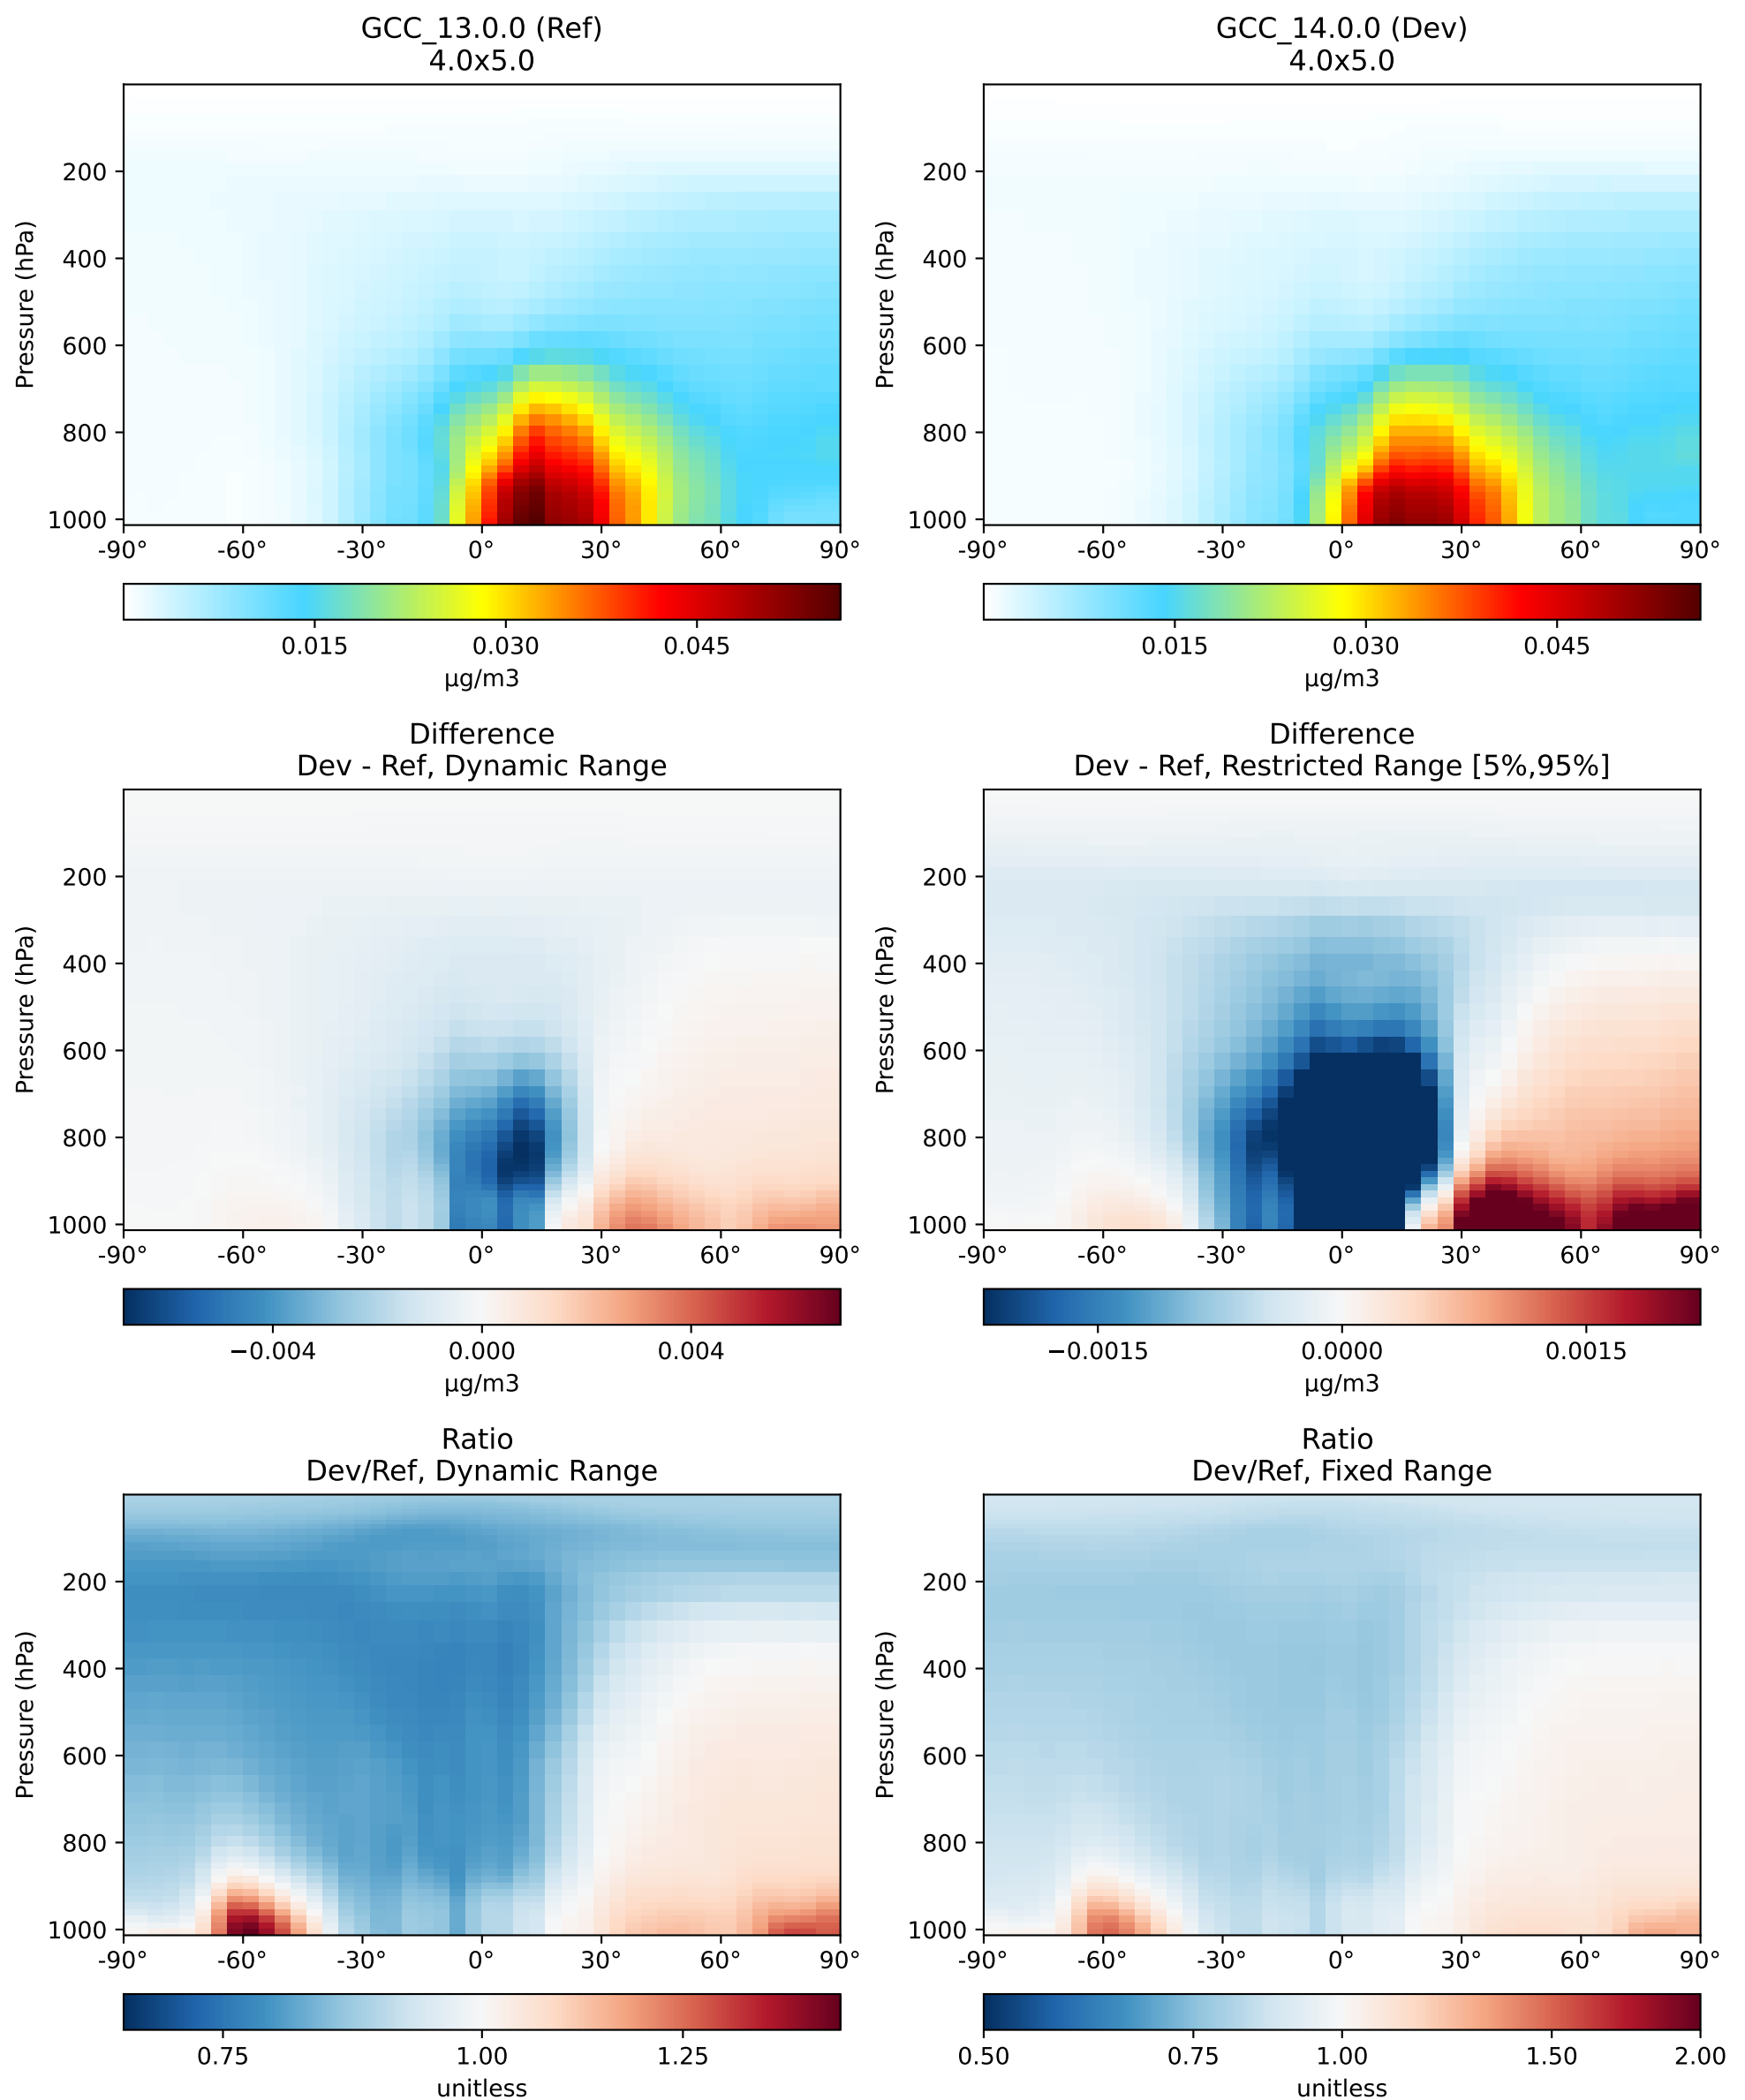 GCC_13.0.0 (Ref)
4.0x5.0
GCC_14.0.0 (Dev)
4.0x5.0
Pressure (hPa)
200
400
600
800
1000
-90° -60° -30° 0° 30° 60° 90°
0.015 0.030 0.045
μg/m3
Pressure (hPa)
200
400
600
800
1000
-90° -60° -30° 0° 30° 60° 90°
0.015 0.030 0.045
μg/m3
Difference
Dev - Ref, Dynamic Range
Difference
Dev - Ref, Restricted Range [5%,95%]
Pressure (hPa)
200
400
600
800
1000
-90° -60° -30° 0° 30° 60° 90°
−0.004 0.000 0.004
μg/m3
Pressure (hPa)
200
400
600
800
1000
-90° -60° -30° 0° 30° 60° 90°
−0.0015 0.0000 0.0015
μg/m3
Ratio
Dev/Ref, Dynamic Range
Ratio
Dev/Ref, Fixed Range
Pressure (hPa)
200
400
600
800
1000
-90° -60° -30° 0° 30° 60° 90°
0.75 1.00 1.25
unitless
Pressure (hPa)
200
400
600
800
1000
-90° -60° -30° 0° 30° 60° 90°
0.50 0.75 1.00 1.50 2.00
unitless